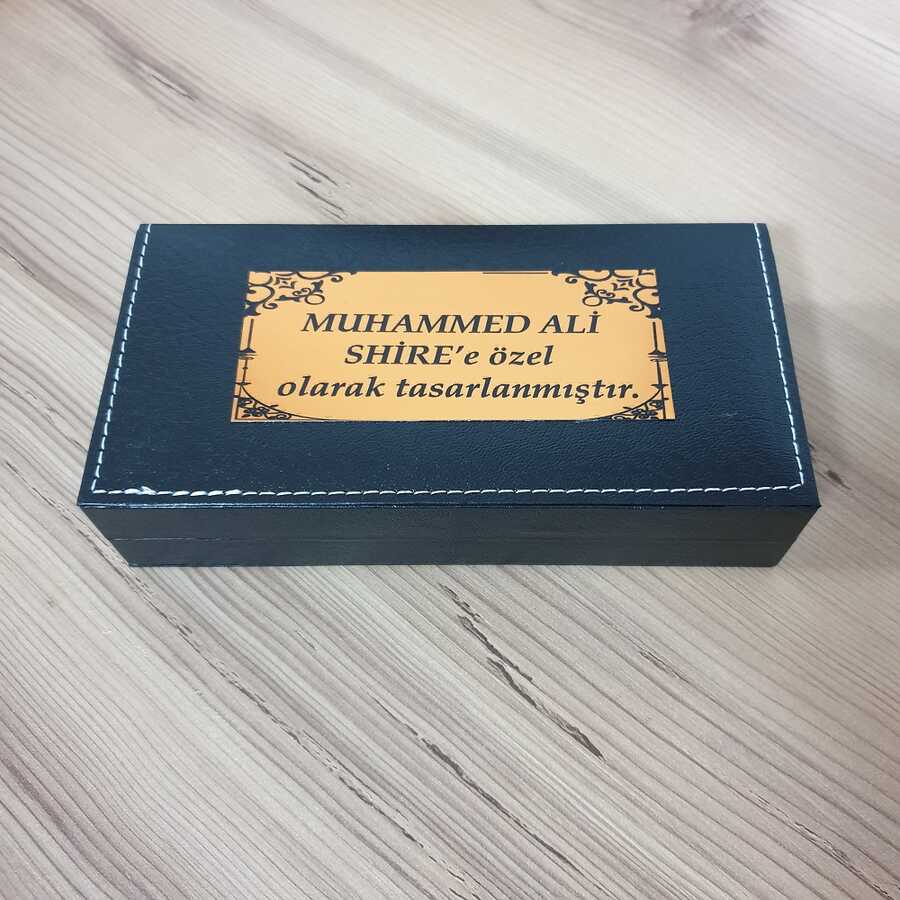 MUHAMMED ALİ
SHİRE'e özel
olarak tasarlanmıştır.